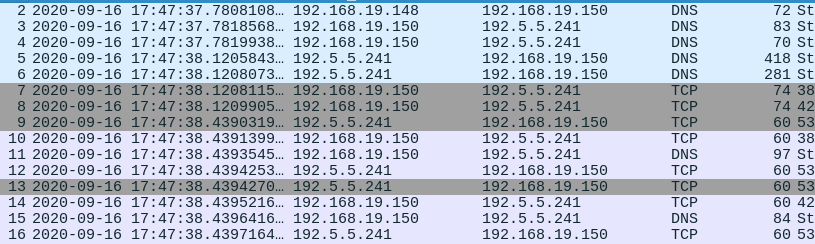 2 2020-09-16 17:47:37.7808108… 192.168.19.148 192.168.19.150 DNS 72 St
3 2020-09-16 17:47:37.7818568… 192.168.19.150 192.5.5.241 DNS 83 St
4 2020-09-16 17:47:37.7819938… 192.168.19.150 192.5.5.241 DNS 70 St
5 2020-09-16 17:47:38.1205843… 192.5.5.241 192.168.19.150 DNS 418 St
6 2020-09-16 17:47:38.1208073… 192.5.5.241 192.168.19.150 DNS 281 St
7 2020-09-16 17:47:38.1208115… 192.168.19.150 192.5.5.241 TCP 74 38
8 2020-09-16 17:47:38.1209905… 192.168.19.150 192.5.5.241 TCP 74 42
9 2020-09-16 17:47:38.4390319… 192.5.5.241 192.168.19.150 TCP 60 53
10 2020-09-16 17:47:38.4391399… 192.168.19.150 192.5.5.241 TCP 60 38
11 2020-09-16 17:47:38.4393545… 192.168.19.150 192.5.5.241 DNS 97 St
12 2020-09-16 17:47:38.4394253… 192.5.5.241 192.168.19.150 TCP 60 53
13 2020-09-16 17:47:38.4394270… 192.5.5.241 192.168.19.150 TCP 60 53
14 2020-09-16 17:47:38.4395216… 192.168.19.150 192.5.5.241 TCP 60 42
15 2020-09-16 17:47:38.4396416… 192.168.19.150 192.5.5.241 DNS 84 St
16 2020-09-16 17:47:38.4397164… 192.5.5.241 192.168.19.150 TCP 60 53